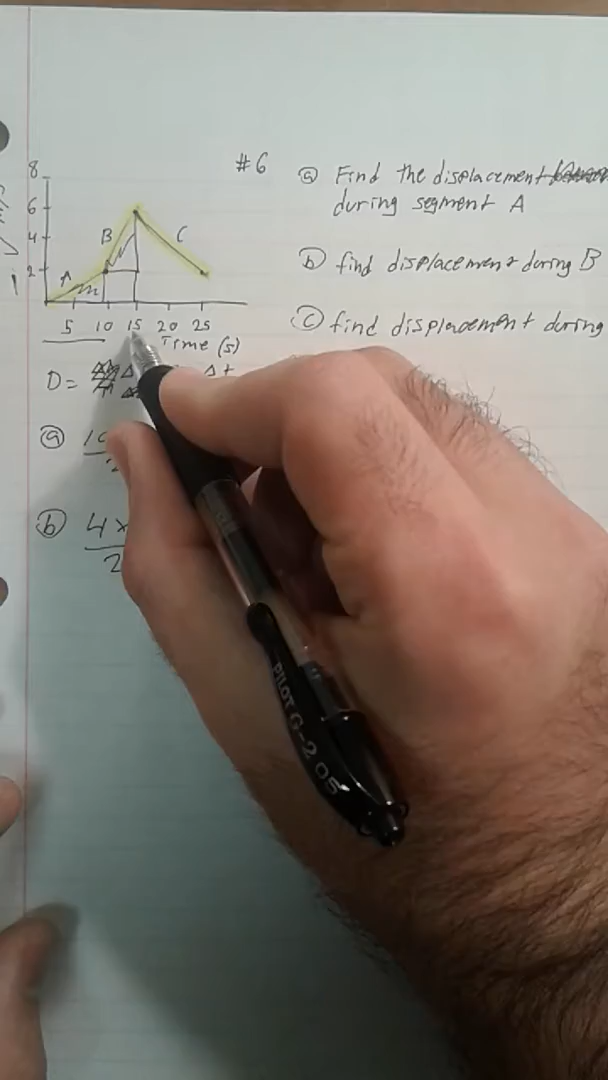 #6
ⓐ Find the displacement
during segment A
ⓑ find displacement during B
ⓒ find displacement during
8
6
4
2
A
B
C
5 10 15 20 25
Time (s)
D = Δt
ⓐ
ⓑ 4 x
2
PILOT G-2 05